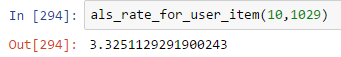 In [294]: als_rate_for_user_item(10,1029)
Out[294]: 3.3251129291900243